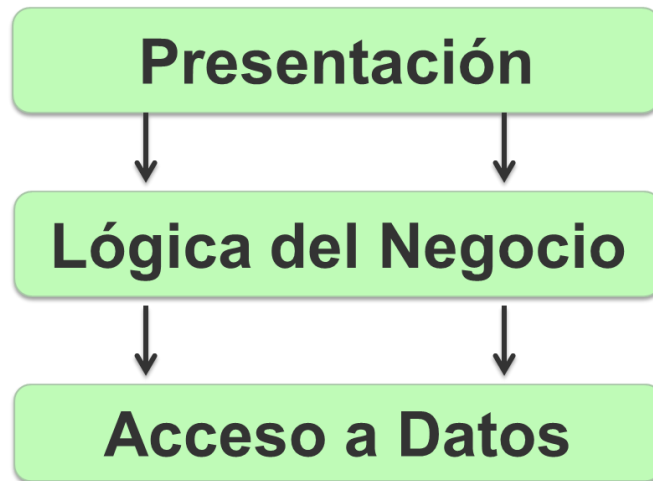 Presentación
Lógica del Negocio
Acceso a Datos